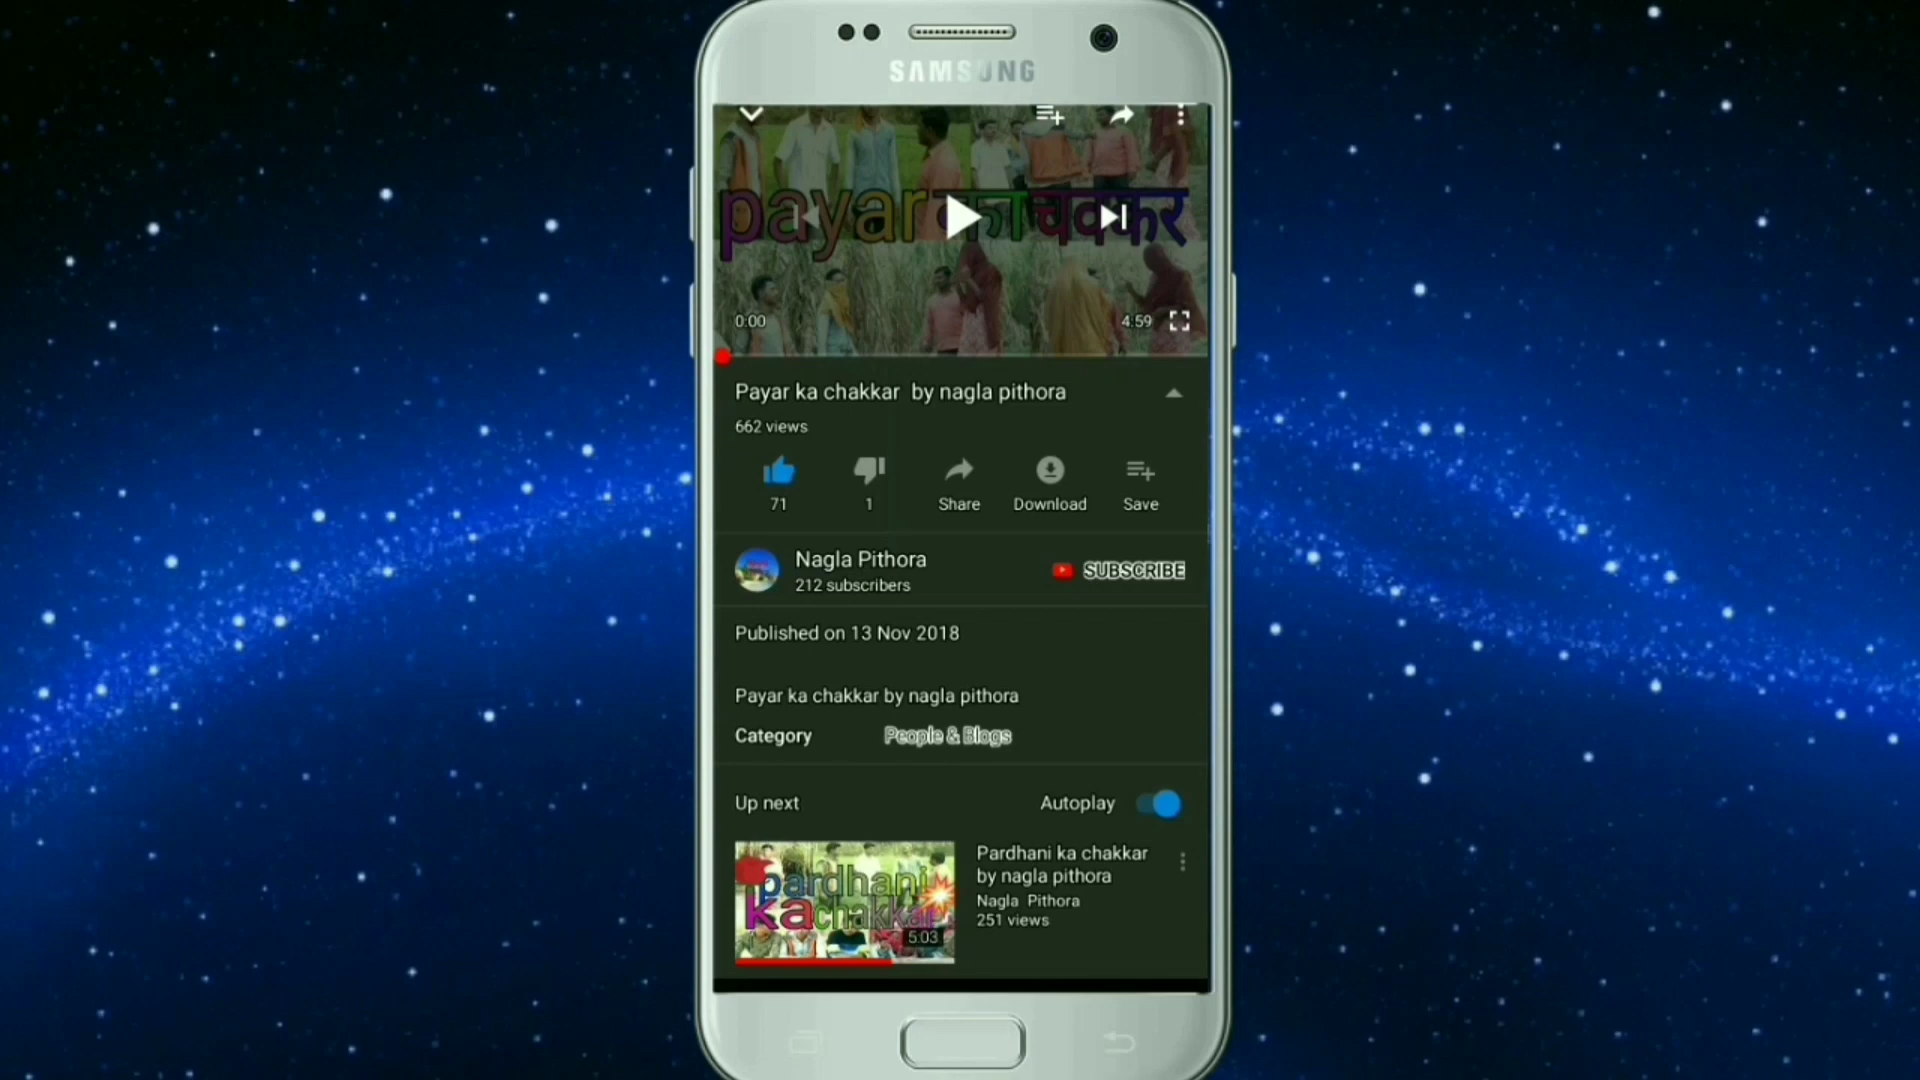 SAMSUNG
payar का चक्कर
0:00
4:59
Payar ka chakkar by nagla pithora
662 views
71
1
Share
Download
Save
Nagla Pithora
212 subscribers
SUBSCRIBE
Published on 13 Nov 2018
Payar ka chakkar by nagla pithora
Category
People & Blogs
Up next
Autoplay
pardhani
ka chakkar
5:03
Pardhani ka chakkar
by nagla pithora
Nagla Pithora
251 views